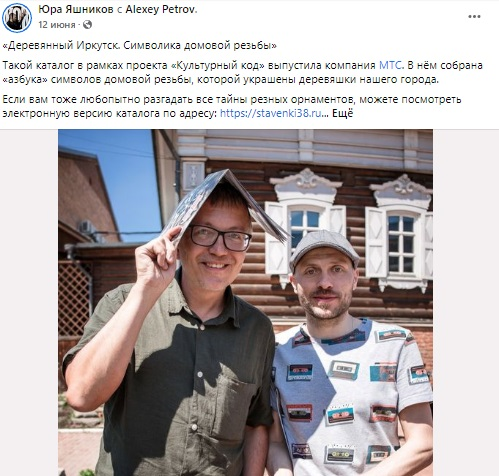 Юра Яшников с Alexey Petrov.
12 июня ·
«Деревянный Иркутск. Символика домовой резьбы»
Такой каталог в рамках проекта «Культурный код» выпустила компания МТС. В нём собрана
«азбука» символов домовой резьбы, которой украшены деревяшки нашего города.
Если вам тоже любопытно разгадать все тайны резных орнаментов, можете посмотреть
электронную версию каталога по адресу: https://stavenki38.ru... Ещё